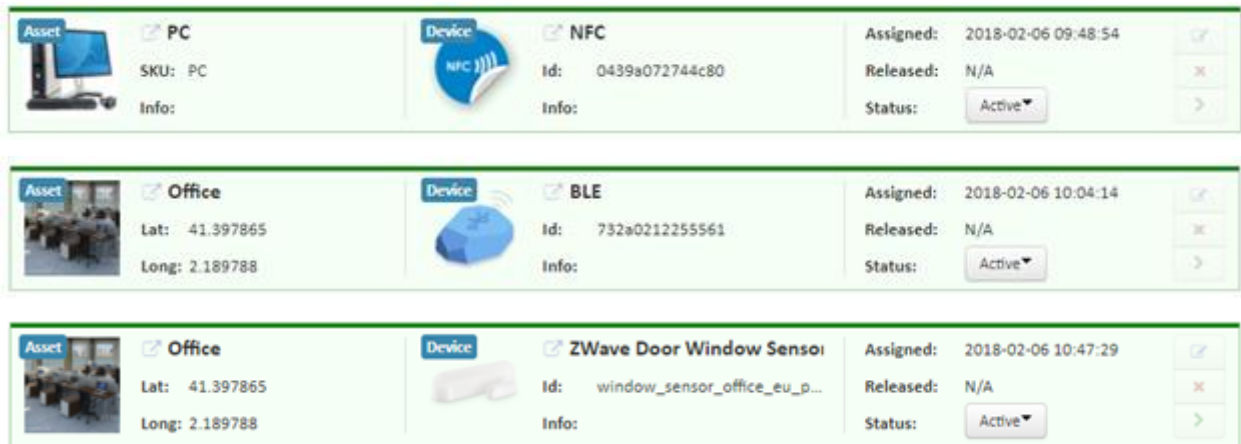 Asset PC Device NFC Assigned: 2018-02-06 09:48:54
SKU: PC NFC Id: 0439a072744c80 Released: N/A
Info: Info: Status: Active
Asset Office Device BLE Assigned: 2018-02-06 10:04:14
Lat: 41.397865 Id: 732a0212255561 Released: N/A
Long: 2.189788 Info: Status: Active
Asset Office Device ZWave Door Window Sensor Assigned: 2018-02-06 10:47:29
Lat: 41.397865 Id: window_sensor_office_eu_p... Released: N/A
Long: 2.189788 Info: Status: Active